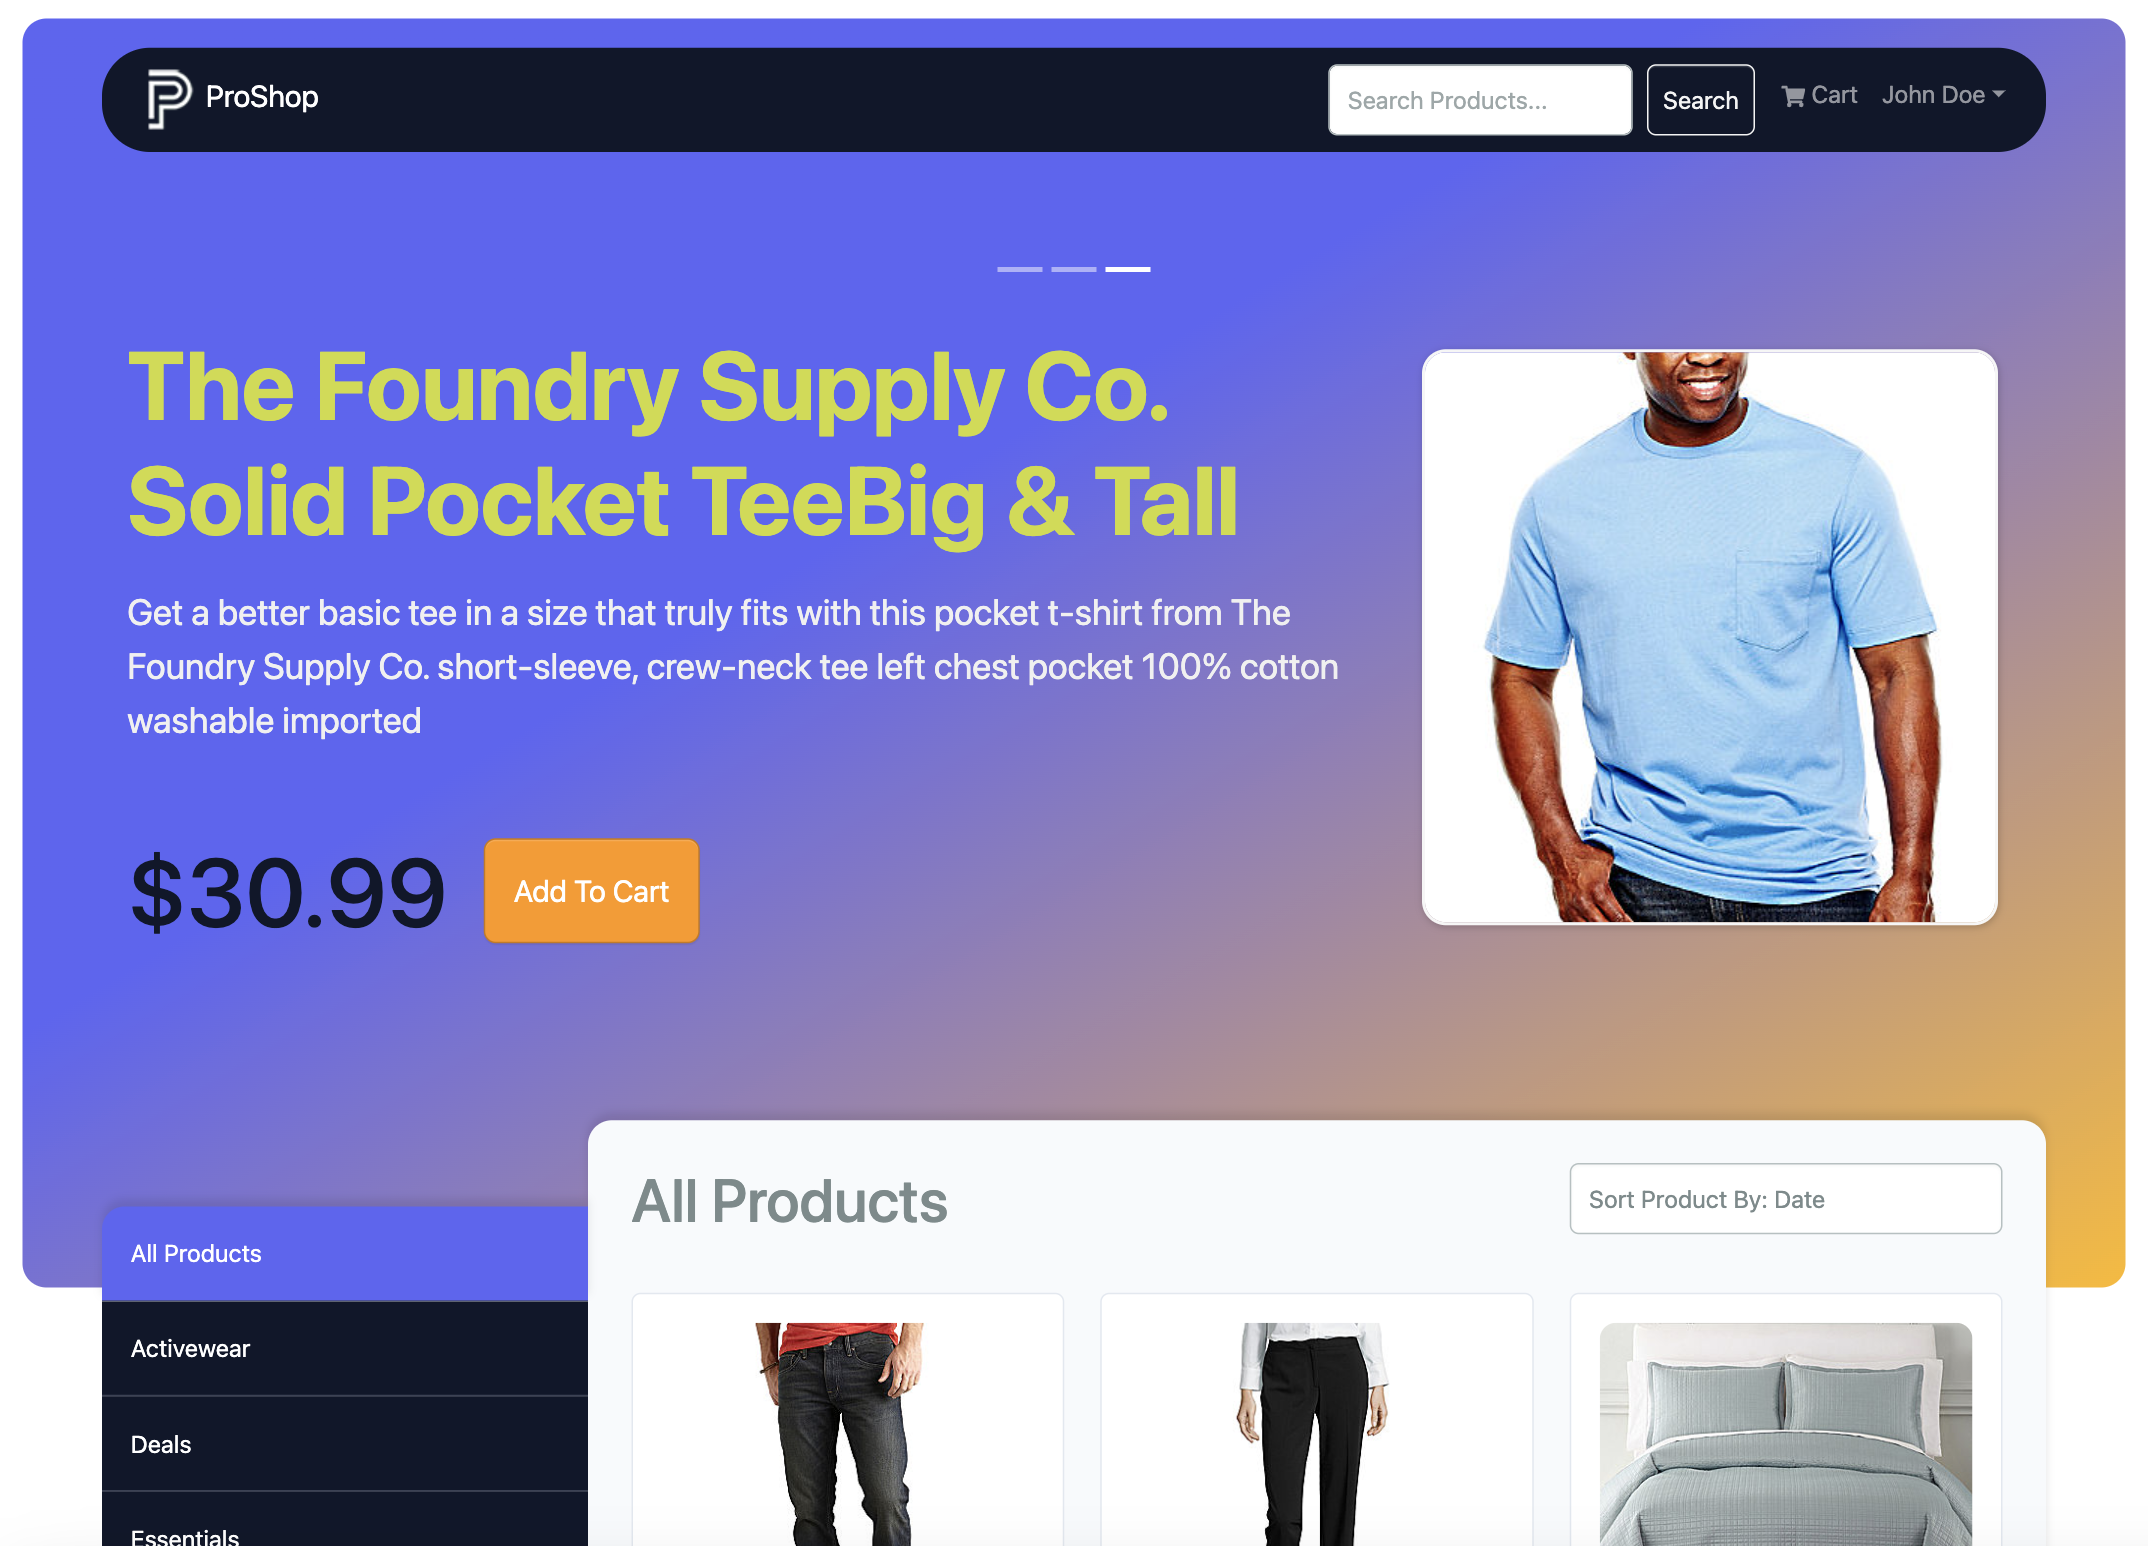 ProShop
Search Products...
Search
Cart
John Doe
The Foundry Supply Co.
Solid Pocket TeeBig & Tall
Get a better basic tee in a size that truly fits with this pocket t-shirt from The
Foundry Supply Co. short-sleeve, crew-neck tee left chest pocket 100% cotton
washable imported
$30.99
Add To Cart
All Products
Sort Product By: Date
All Products
Activewear
Deals
Essentials